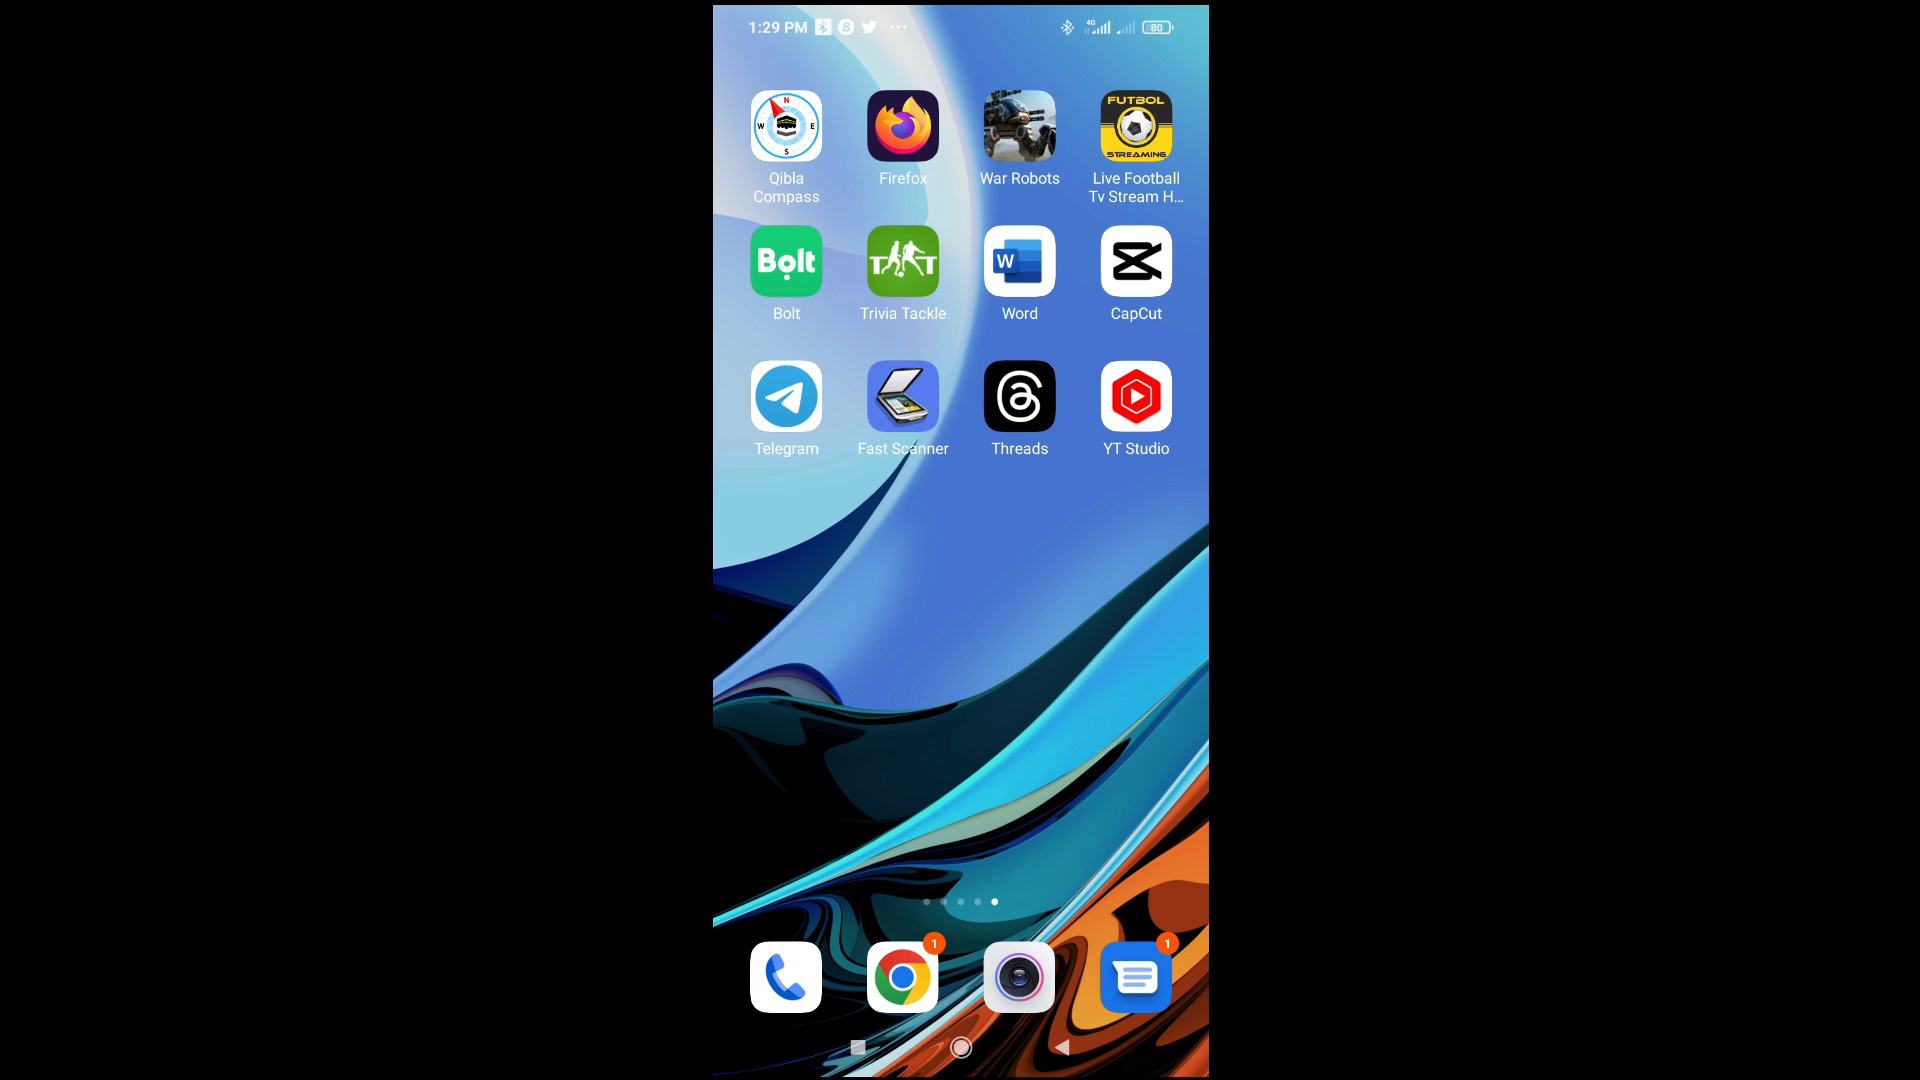 1:29 PM
4G
80
N
W
E
S
FUTBOL
STREAMING
Qibla
Compass
Firefox
War Robots
Live Football
Tv Stream H...
Bolt
T T
W
Bolt
Trivia Tackle
Word
CapCut
Telegram
Fast Scanner
Threads
YT Studio
1
1